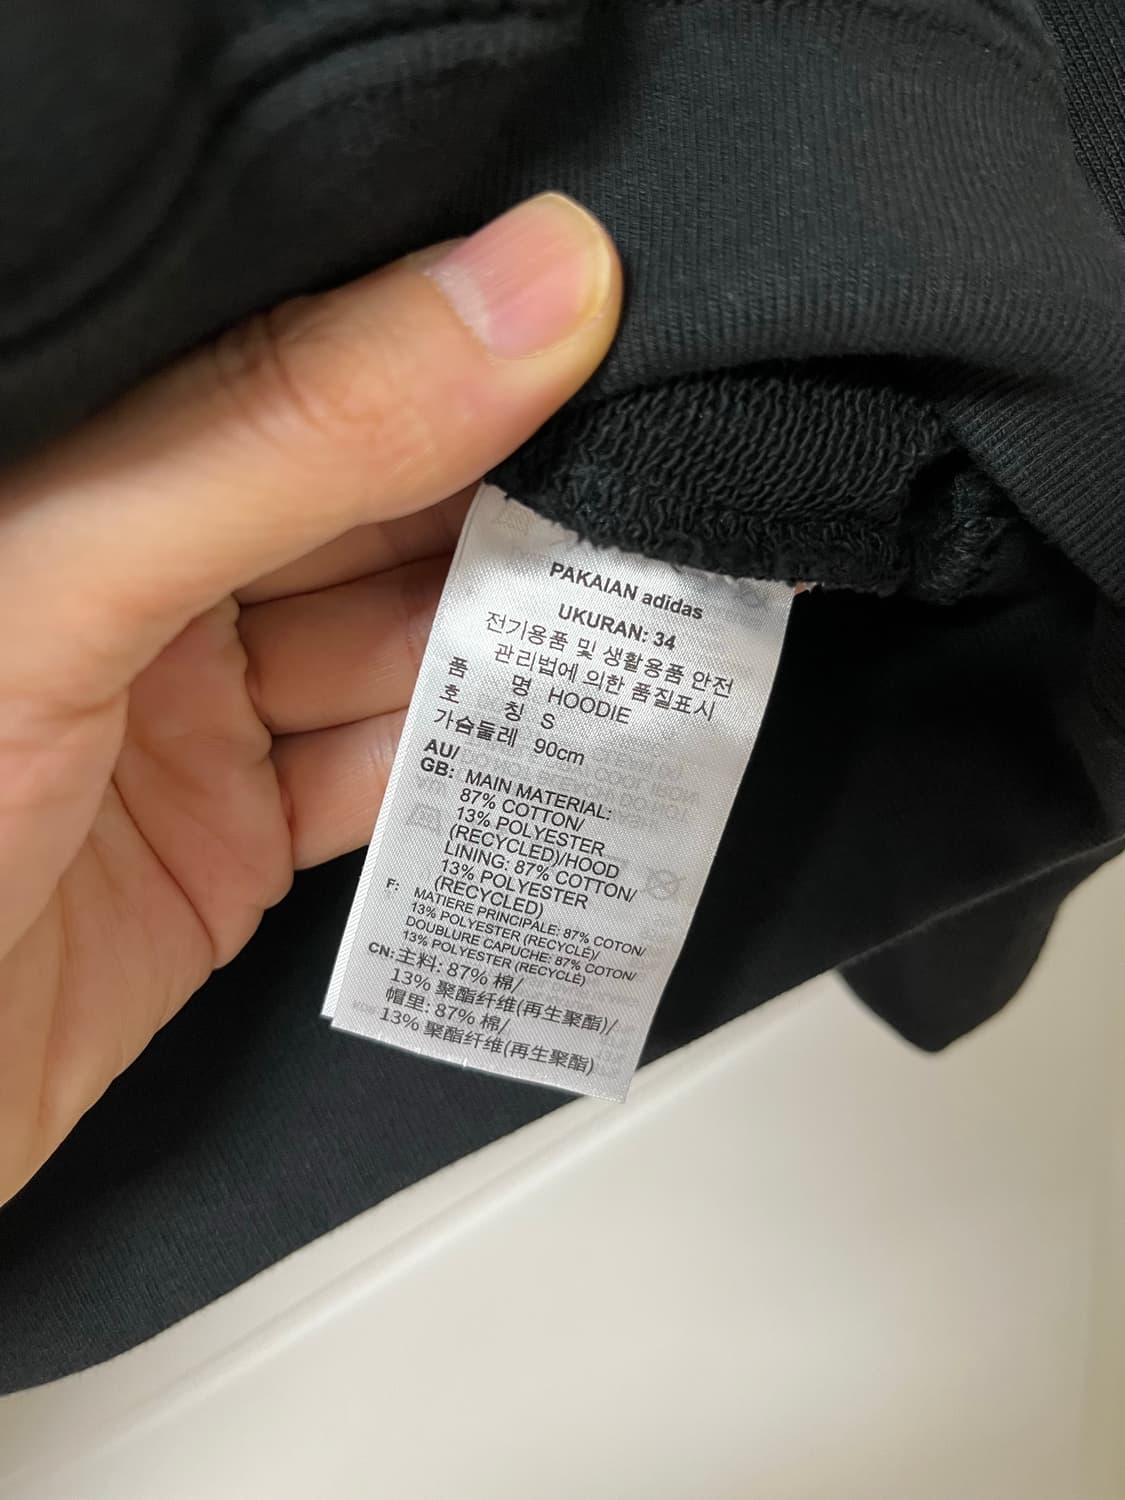 PAKAIAN adidas
UKURAN: 34
전기용품 및 생활용품 안전
관리법에 의한 품질표시
품 명 HOODIE
호 칭 S
가슴둘레 90cm
AU/
GB: MAIN MATERIAL:
87% COTTON/
13% POLYESTER
(RECYCLED)/HOOD
LINING: 87% COTTON/
13% POLYESTER
(RECYCLED)
F: MATIERE PRINCIPALE: 87% COTON/
13% POLYESTER (RECYCLÉ)/
DOUBLURE CAPUCHE: 87% COTON/
13% POLYESTER (RECYCLÉ)
CN: 主料: 87% 棉/
13% 聚酯纤维(再生聚酯)/
帽里: 87% 棉/
13% 聚酯纤维(再生聚酯)